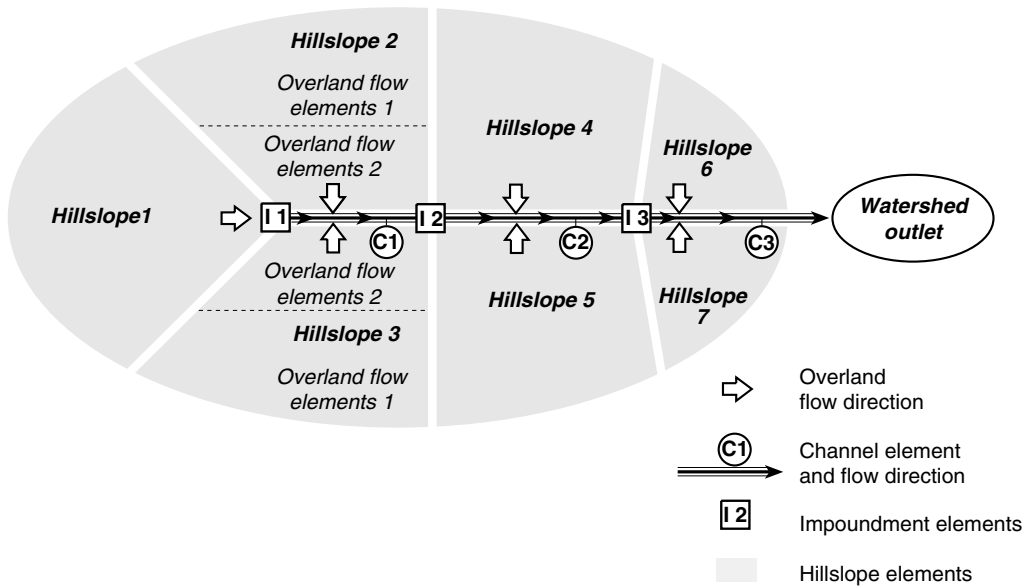 Hillslope 2
Overland flow
elements 1
Overland flow
elements 2
Hillslope 4
Hillslope
6
Hillslope1
I 1
C1
I 2
C2
I 3
C3
Watershed
outlet
Overland flow
elements 2
Hillslope 3
Overland flow
elements 1
Hillslope 5
Hillslope
7
Overland
flow direction
C1
Channel element
and flow direction
I 2
Impoundment elements
Hillslope elements